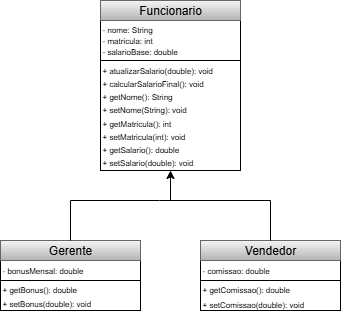 Funcionario
- nome: String
- matricula: int
- salarioBase: double
+ atualizarSalario(double): void
+ calcularSalarioFinal(): void
+ getNome(): String
+ setNome(String): void
+ getMatricula(): int
+ setMatricula(int): void
+ getSalario(): double
+ setSalario(double): void
Gerente
- bonusMensal: double
+ getBonus(): double
+ setBonus(double): void
Vendedor
- comissao: double
+ getComissao(): double
+ setComissao(double): void